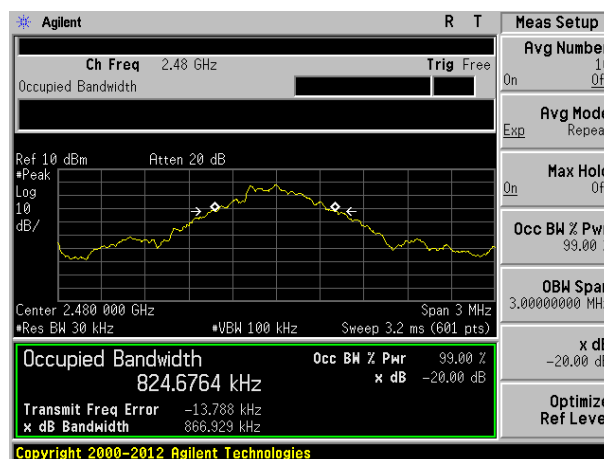 Agilent R T Meas Setup
Avg Number
10
On Off
Ch Freq 2.48 GHz Trig Free
Occupied Bandwidth
Avg Mode
Exp Repeat
Ref 10 dBm Atten 20 dB
#Peak
Log
10
dB/
Max Hold
On Off
Occ BW % Pwr
99.00 %
OBW Span
3.00000000 MHz
Center 2.480 000 GHz Span 3 MHz
#Res BW 30 kHz #VBW 100 kHz Sweep 3.2 ms (601 pts)
x dB
-20.00 dB
Occupied Bandwidth
824.6764 kHz
Occ BW % Pwr 99.00 %
x dB -20.00 dB
Transmit Freq Error -13.788 kHz
x dB Bandwidth 866.929 kHz
Optimize
Ref Level
Copyright 2000-2012 Agilent Technologies